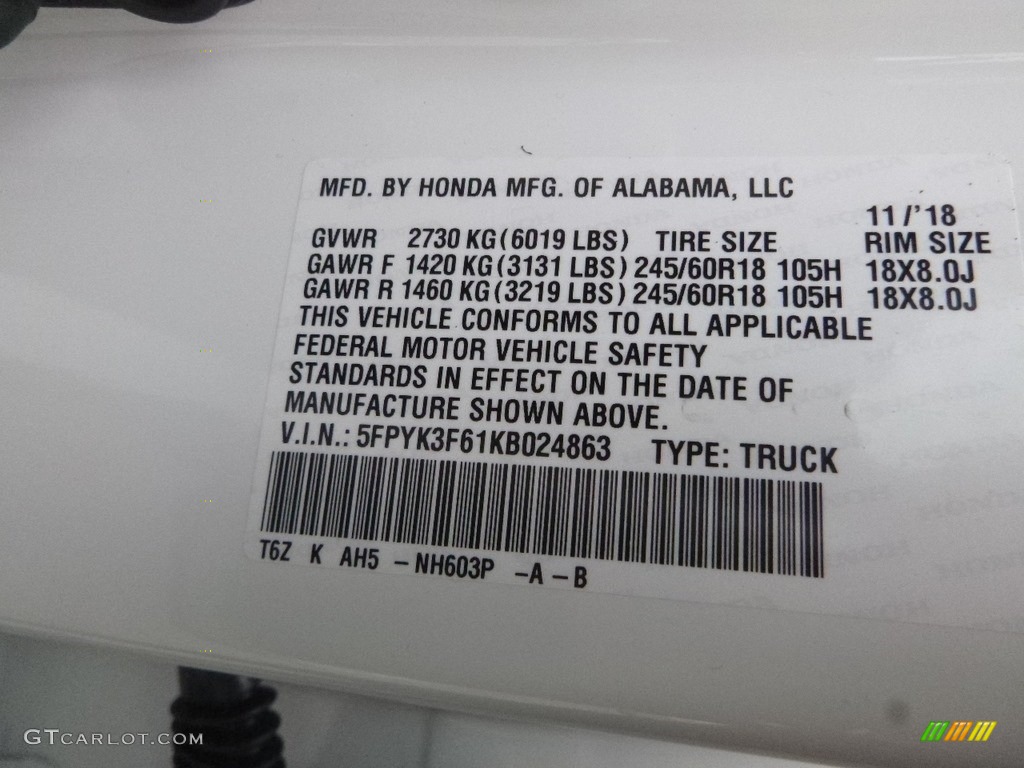 MFD. BY HONDA MFG. OF ALABAMA, LLC
11/'18
GVWR 2730 KG(6019 LBS) TIRE SIZE RIM SIZE
GAWR F 1420 KG(3131 LBS) 245/60R18 105H 18X8.0J
GAWR R 1460 KG(3219 LBS) 245/60R18 105H 18X8.0J
THIS VEHICLE CONFORMS TO ALL APPLICABLE
FEDERAL MOTOR VEHICLE SAFETY
STANDARDS IN EFFECT ON THE DATE OF
MANUFACTURE SHOWN ABOVE.
V.I.N.: 5FPYK3F61KB024863 TYPE: TRUCK
T6Z K AH5 -NH603P -A-B
GTCARLOT.COM